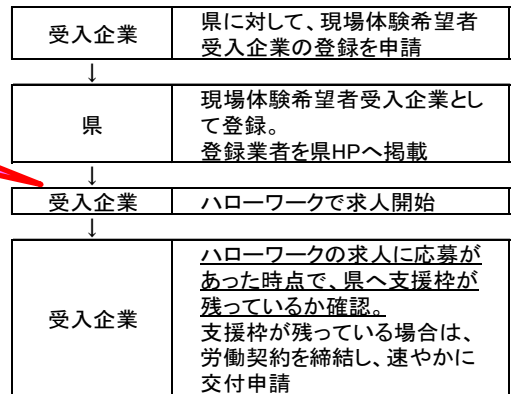 受入企業
県に対して、現場体験希望者
受入企業の登録を申請
↓
県
現場体験希望者受入企業とし
て登録。
登録業者を県HPへ掲載
↓
受入企業
ハローワークで求人開始
↓
受入企業
ハローワークの求人に応募が
あった時点で、県へ支援枠が
残っているか確認。
支援枠が残っている場合は、
労働契約を締結し、速やかに
交付申請